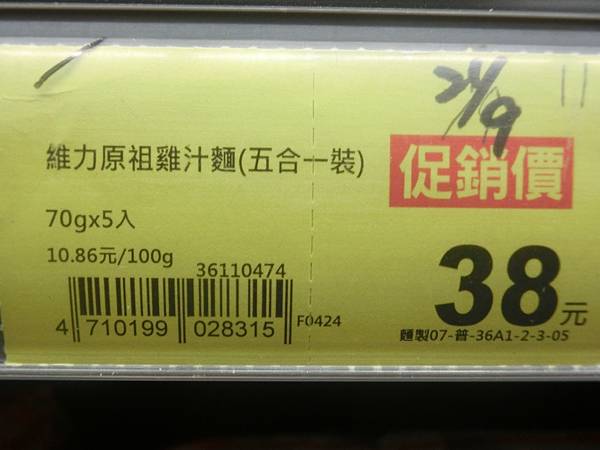 維力原祖雞汁麵(五合一裝)
促銷價
70gx5入
10.86元/100g
36110474
38元
4 710199 028315
F0424
麵製07-普-36A1-2-3-05